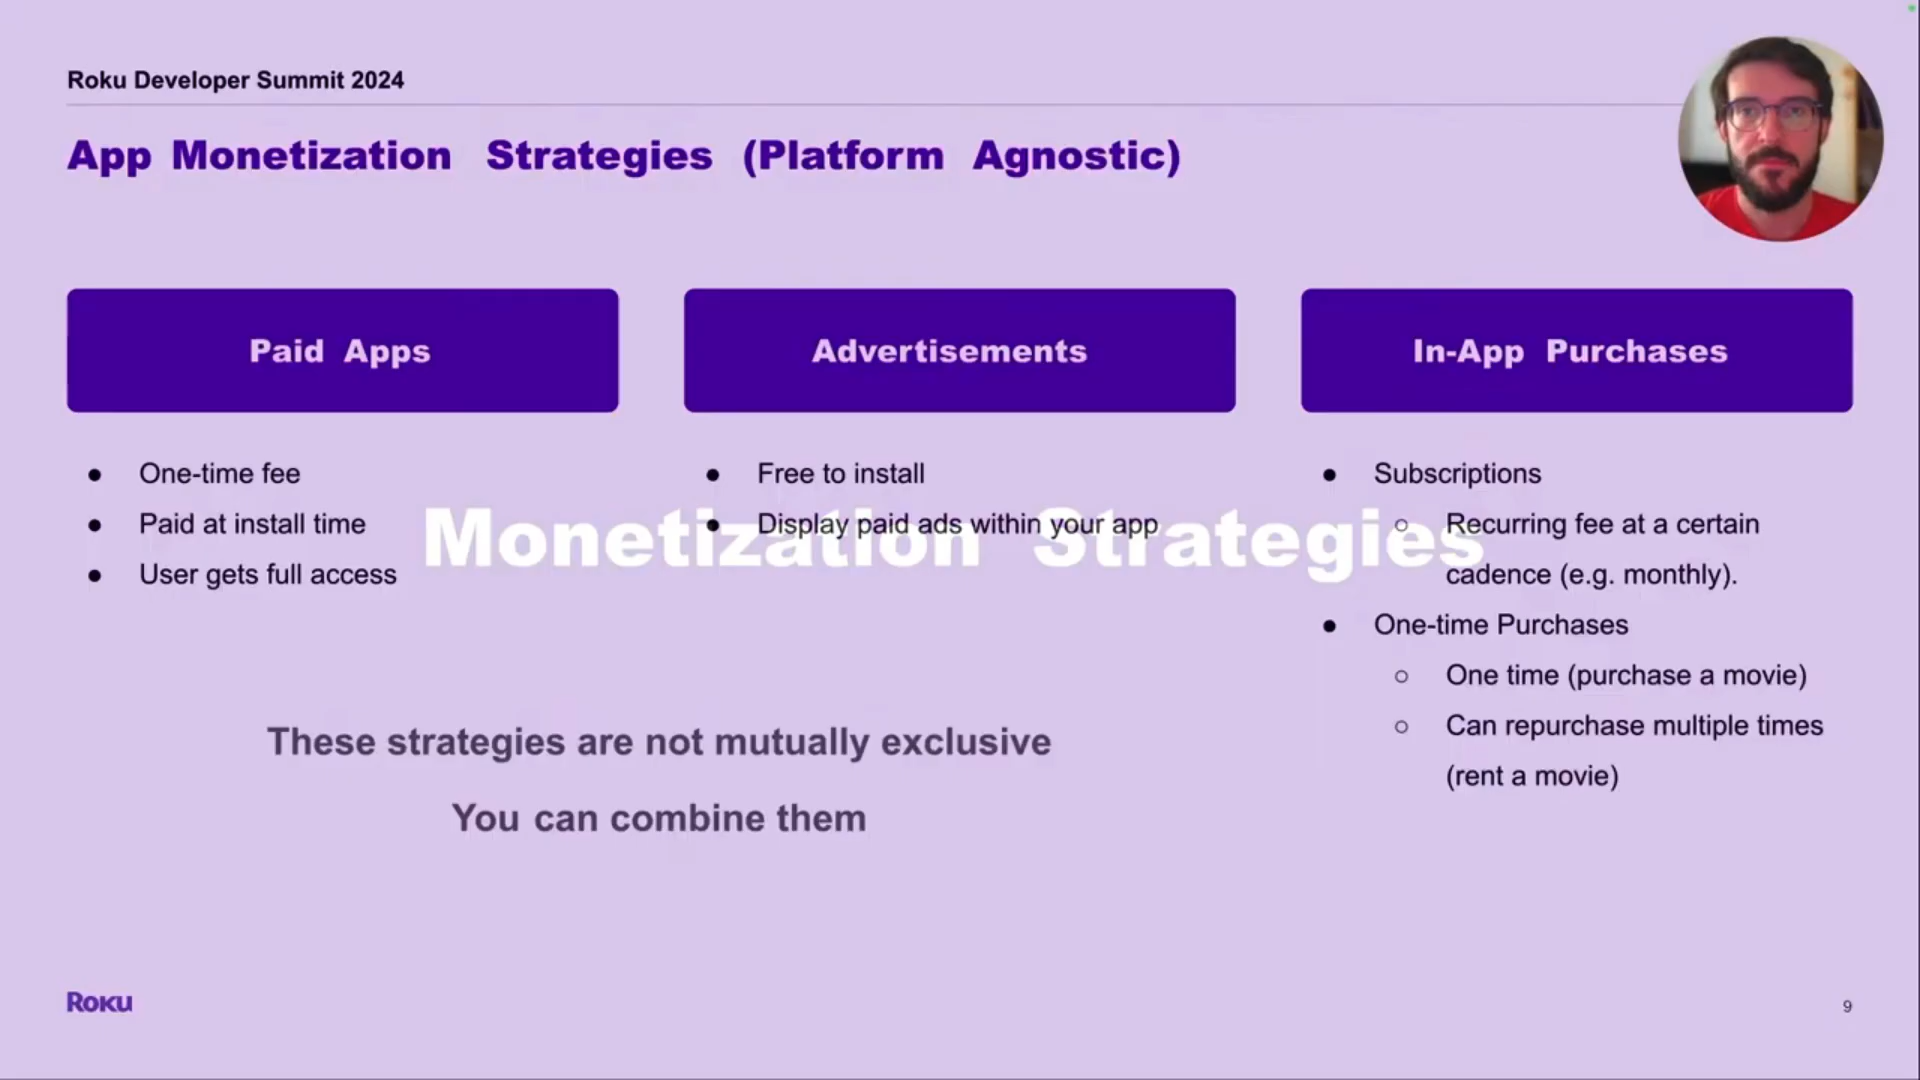 Roku Developer Summit 2024
App Monetization Strategies (Platform Agnostic)
Paid Apps
● One-time fee
● Paid at install time
● User gets full access
Advertisements
● Free to install
● Display paid ads within your app
In-App Purchases
● Subscriptions
○ Recurring fee at a certain
cadence (e.g. monthly).
● One-time Purchases
○ One time (purchase a movie)
○ Can repurchase multiple times
(rent a movie)
Monetization Strategies
These strategies are not mutually exclusive
You can combine them
Roku
9